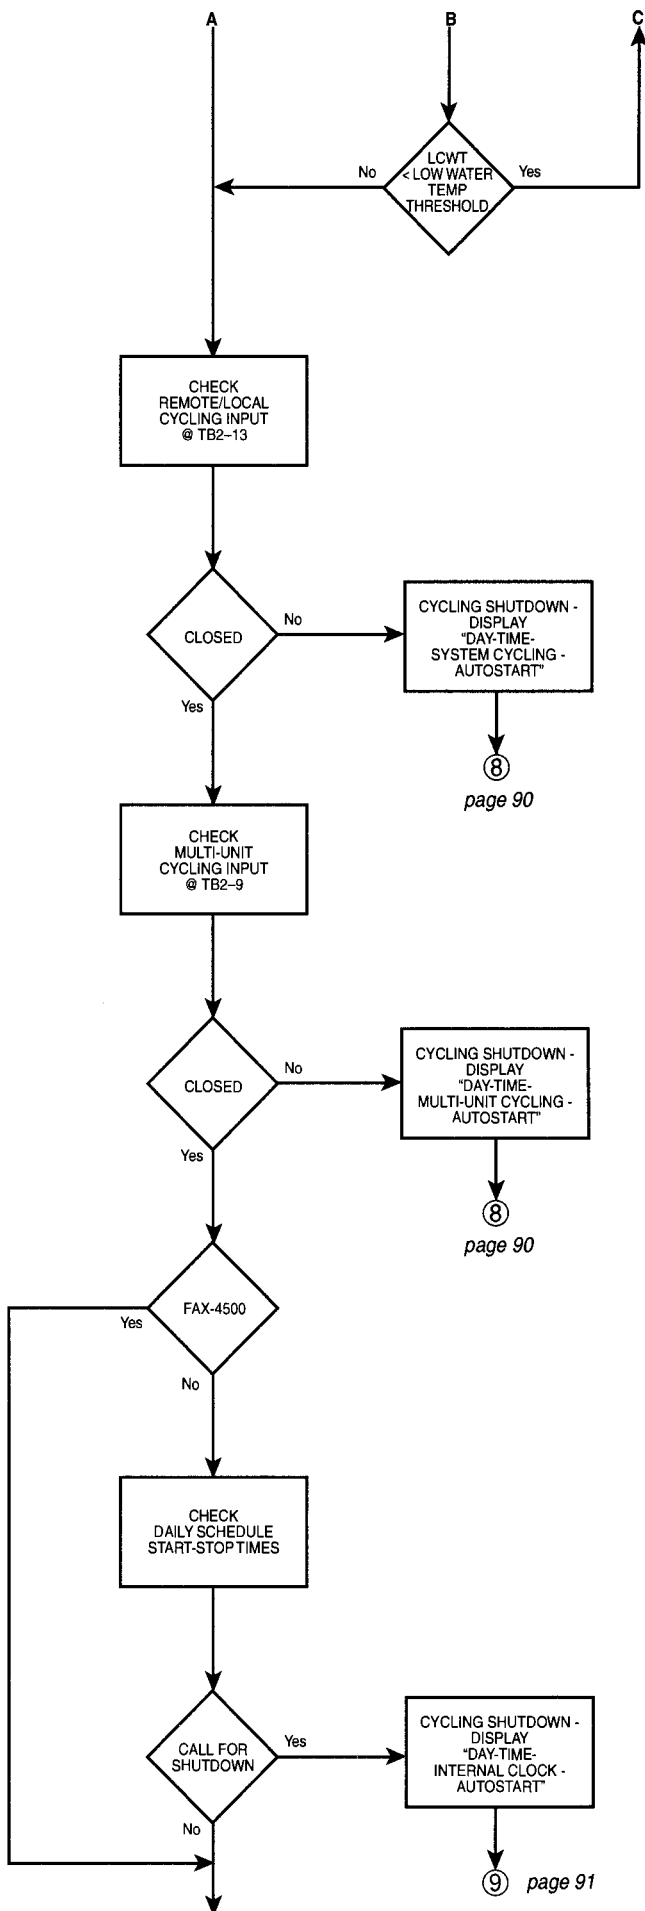 A
B
C
LCWT
< LOW WATER
TEMP
THRESHOLD
No
Yes
CHECK
REMOTE/LOCAL
CYCLING INPUT
@ TB2–13
CLOSED
No
Yes
CYCLING SHUTDOWN -
DISPLAY
"DAY-TIME-
SYSTEM CYCLING -
AUTOSTART"
8
page 90
CHECK
MULTI-UNIT
CYCLING INPUT
@ TB2–9
CLOSED
No
Yes
CYCLING SHUTDOWN -
DISPLAY
"DAY-TIME-
MULTI-UNIT CYCLING -
AUTOSTART"
8
page 90
FAX-4500
Yes
No
CHECK
DAILY SCHEDULE
START-STOP TIMES
CALL FOR
SHUTDOWN
Yes
No
CYCLING SHUTDOWN -
DISPLAY
"DAY-TIME-
INTERNAL CLOCK -
AUTOSTART"
9 page 91